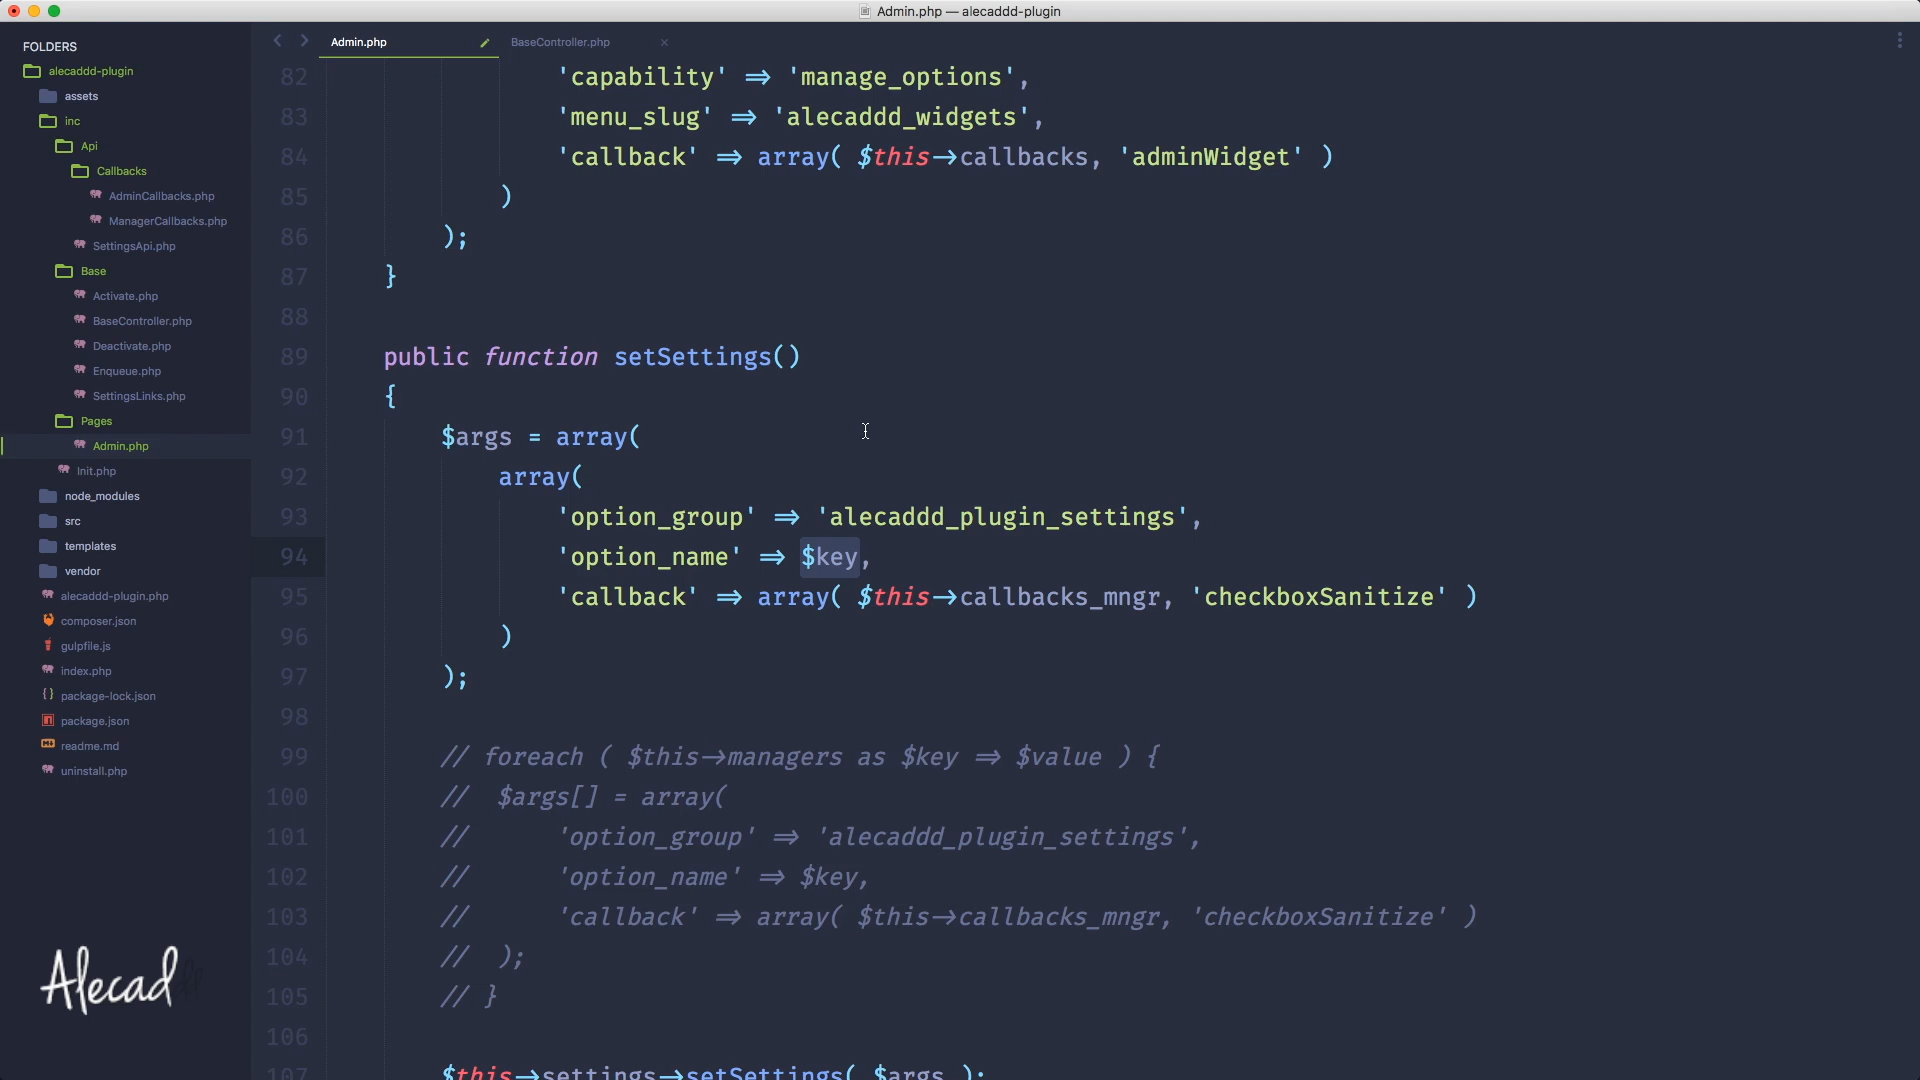 Admin.php — alecaddd-plugin
FOLDERS
alecaddd-plugin
assets
inc
Api
Callbacks
AdminCallbacks.php
ManagerCallbacks.php
SettingsApi.php
Base
Activate.php
BaseController.php
Deactivate.php
Enqueue.php
SettingsLinks.php
Pages
Admin.php
Init.php
node_modules
src
templates
vendor
alecaddd-plugin.php
composer.json
gulpfile.js
index.php
package-lock.json
package.json
readme.md
uninstall.php
Alecad
Admin.php BaseController.php
82 'capability' => 'manage_options',
83 'menu_slug' => 'alecaddd_widgets',
84 'callback' => array( $this->callbacks, 'adminWidget' )
85 )
86 );
87 }
88
89 public function setSettings()
90 {
91 $args = array(
92 array(
93 'option_group' => 'alecaddd_plugin_settings',
94 'option_name' => $key,
95 'callback' => array( $this->callbacks_mngr, 'checkboxSanitize' )
96 )
97 );
98
99 // foreach ( $this->managers as $key => $value ) {
100 // $args[] = array(
101 // 'option_group' => 'alecaddd_plugin_settings',
102 // 'option_name' => $key,
103 // 'callback' => array( $this->callbacks_mngr, 'checkboxSanitize' )
104 // );
105 // }
106
107 $this->settings->setSettings( $args );